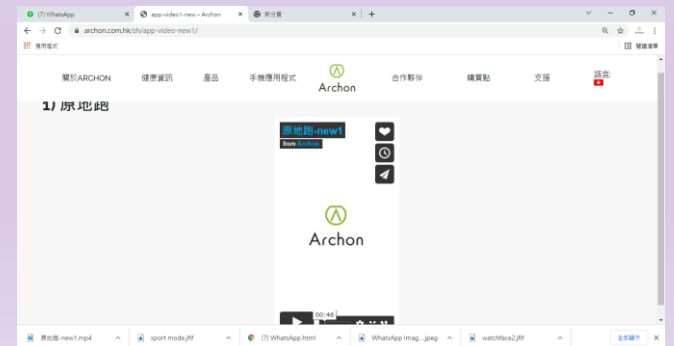 (7) WhatsApp
app-video1-new – Archon
新分頁
archon.com.hk/zh/app-video-new1/
應用程式
閱讀清單
關於ARCHON
健康資訊
產品
手機應用程式
Archon
合作夥伴
購買點
支援
語言:
1) 原地跑
原地跑-new1
from Archon
Archon
00:46
原地跑-new1.mp4
sport mode.jfif
(7) WhatsApp.html
WhatsApp Imag....jpeg
watchface2.jfif
全部顯示